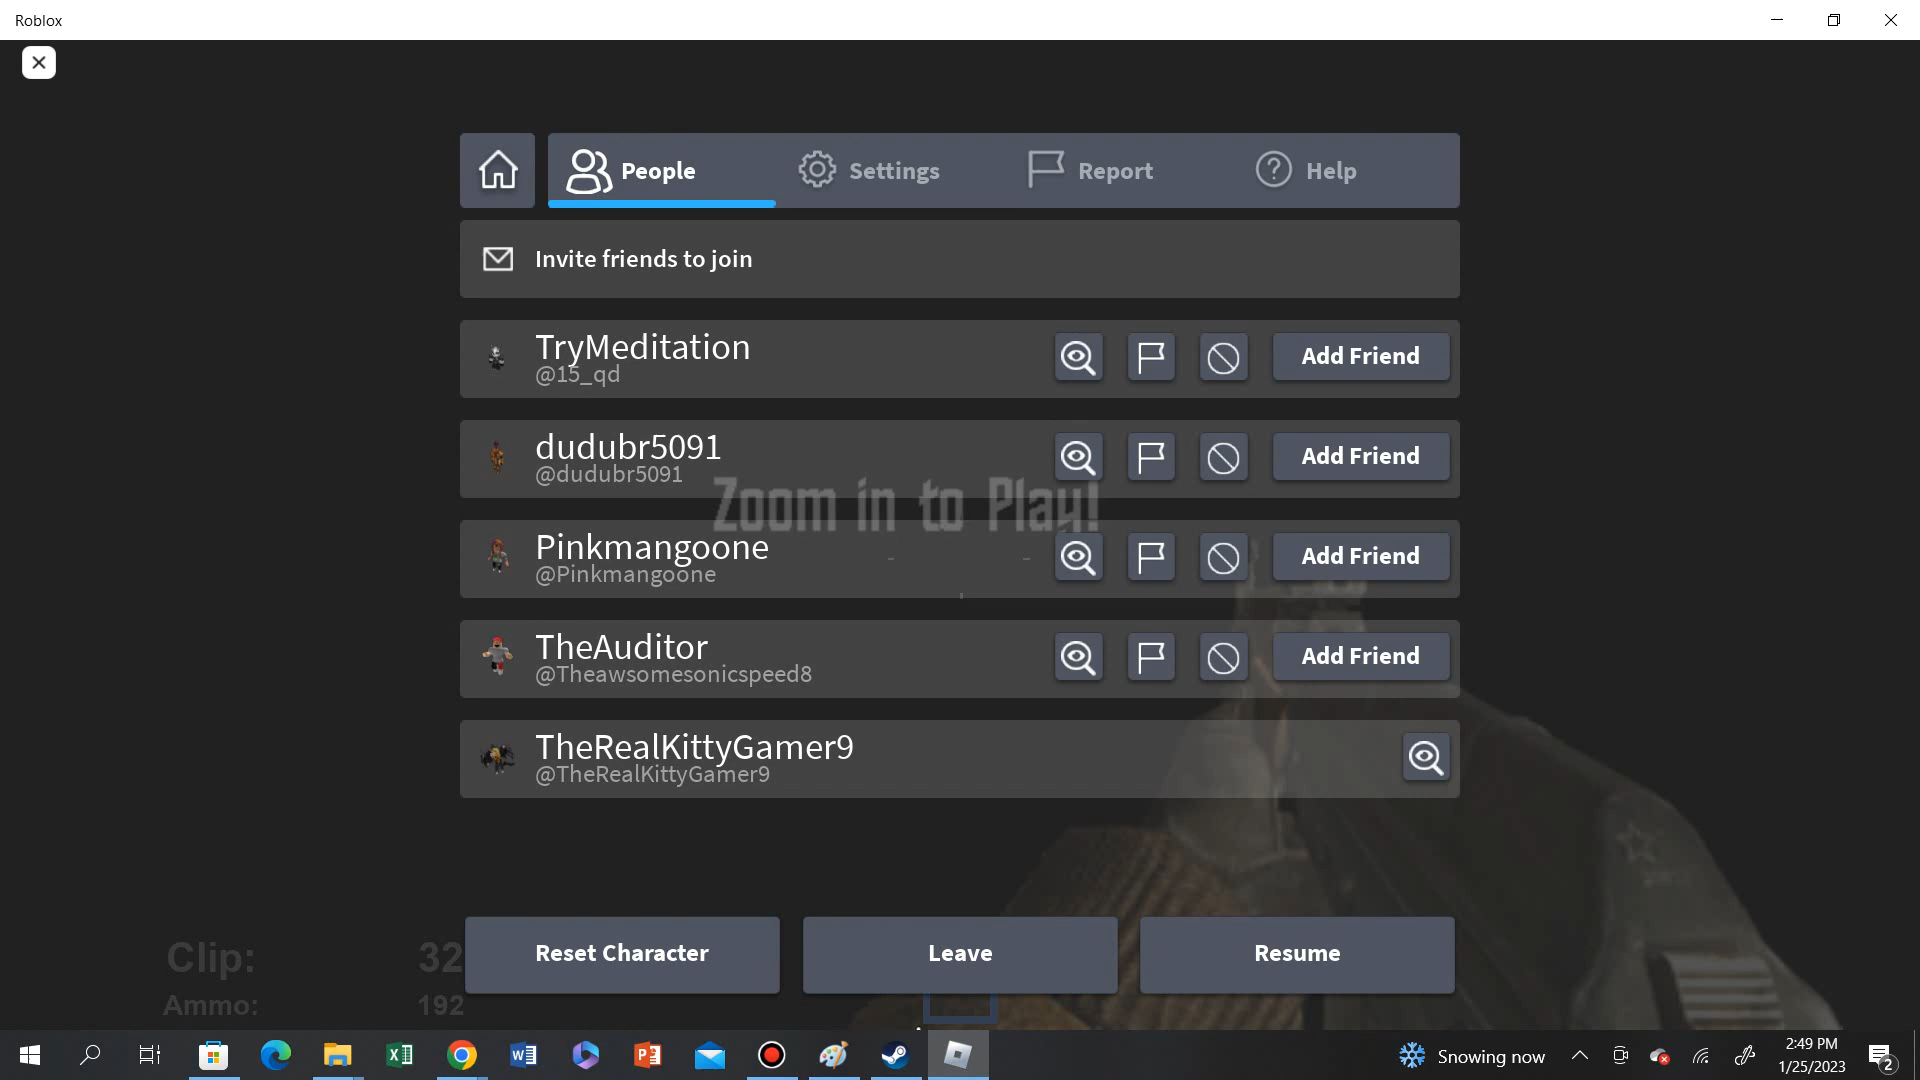 Roblox
People Settings Report Help
Invite friends to join
TryMeditation
@15_qd
Add Friend
dudubr5091
@dudubr5091
Add Friend
Zoom in to Play!
Pinkmangoone
@Pinkmangoone
Add Friend
TheAuditor
@Theawsomesonicspeed8
Add Friend
TheRealKittyGamer9
@TheRealKittyGamer9
Reset Character Leave Resume
Clip: 32
Ammo: 192
Snowing now
2:49 PM
1/25/2023
2